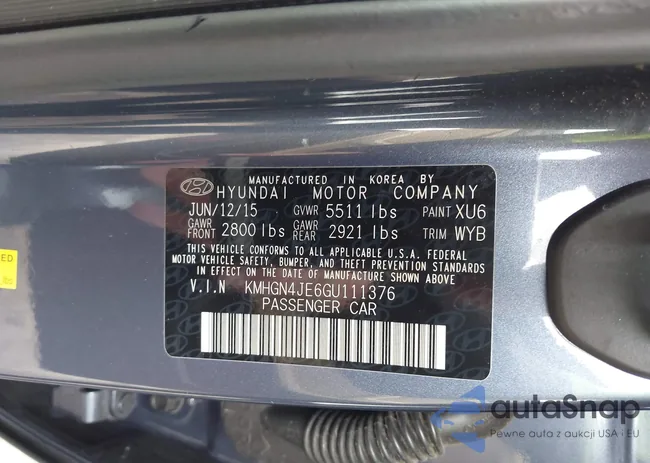 MANUFACTURED IN KOREA BY
HYUNDAI MOTOR COMPANY
JUN/12/15 GVWR 5511 lbs PAINT XU6
GAWR FRONT 2800 lbs GAWR REAR 2921 lbs TRIM WYB
THIS VEHICLE CONFORMS TO ALL APPLICABLE U.S.A. FEDERAL
MOTOR VEHICLE SAFETY, BUMPER, AND THEFT PREVENTION STANDARDS
IN EFFECT ON THE DATE OF MANUFACTURE SHOWN ABOVE
V.I.N KMHGN4JE6GU111376
PASSENGER CAR
autoSnap
Pewne auta z aukcji USA · EU